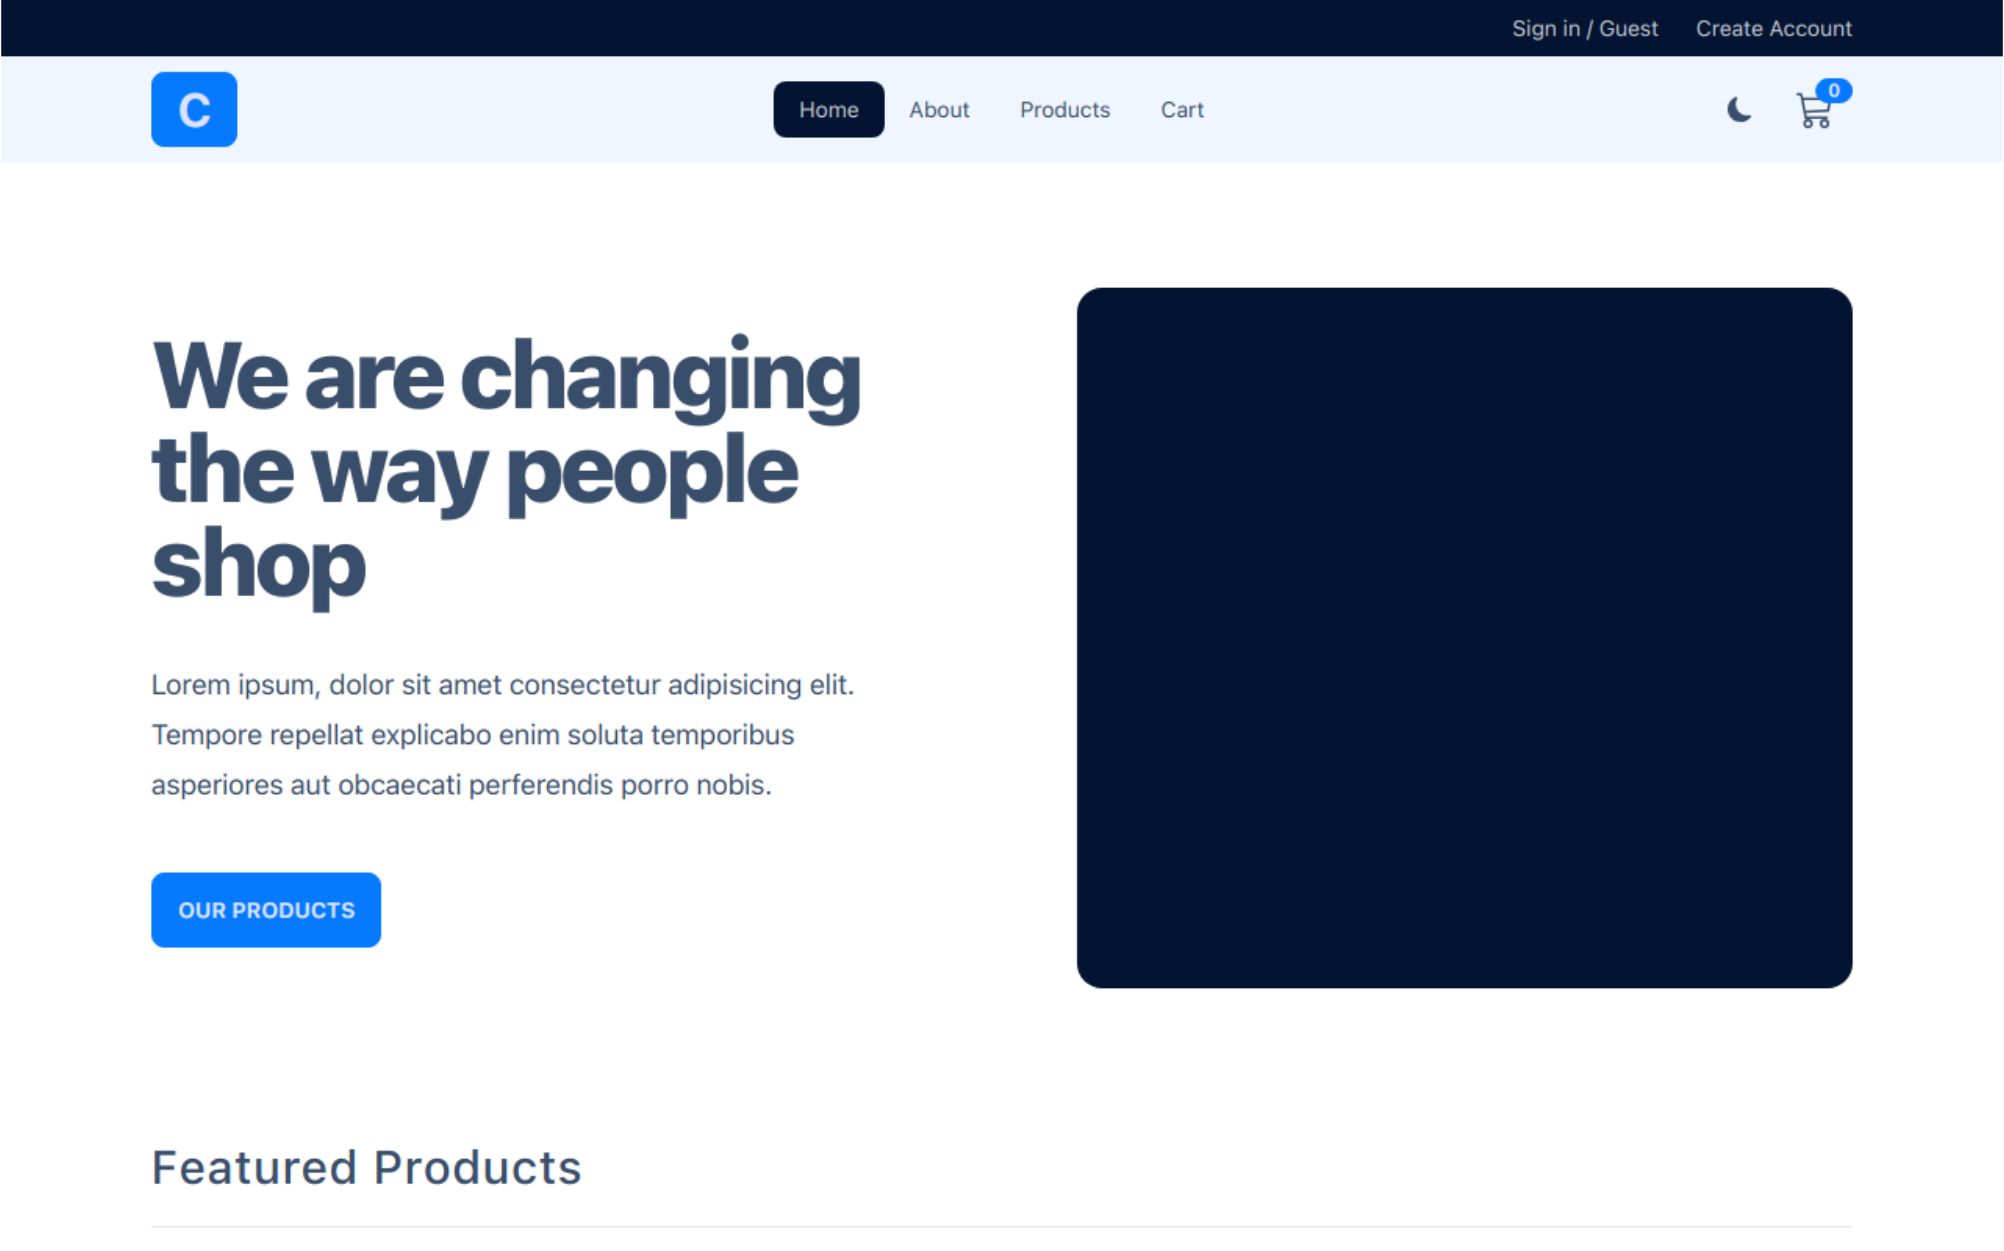 Sign in / Guest Create Account
C Home About Products Cart 0
We are changing
the way people
shop
Lorem ipsum, dolor sit amet consectetur adipisicing elit.
Tempore repellat explicabo enim soluta temporibus
asperiores aut obcaecati perferendis porro nobis.
OUR PRODUCTS
Featured Products